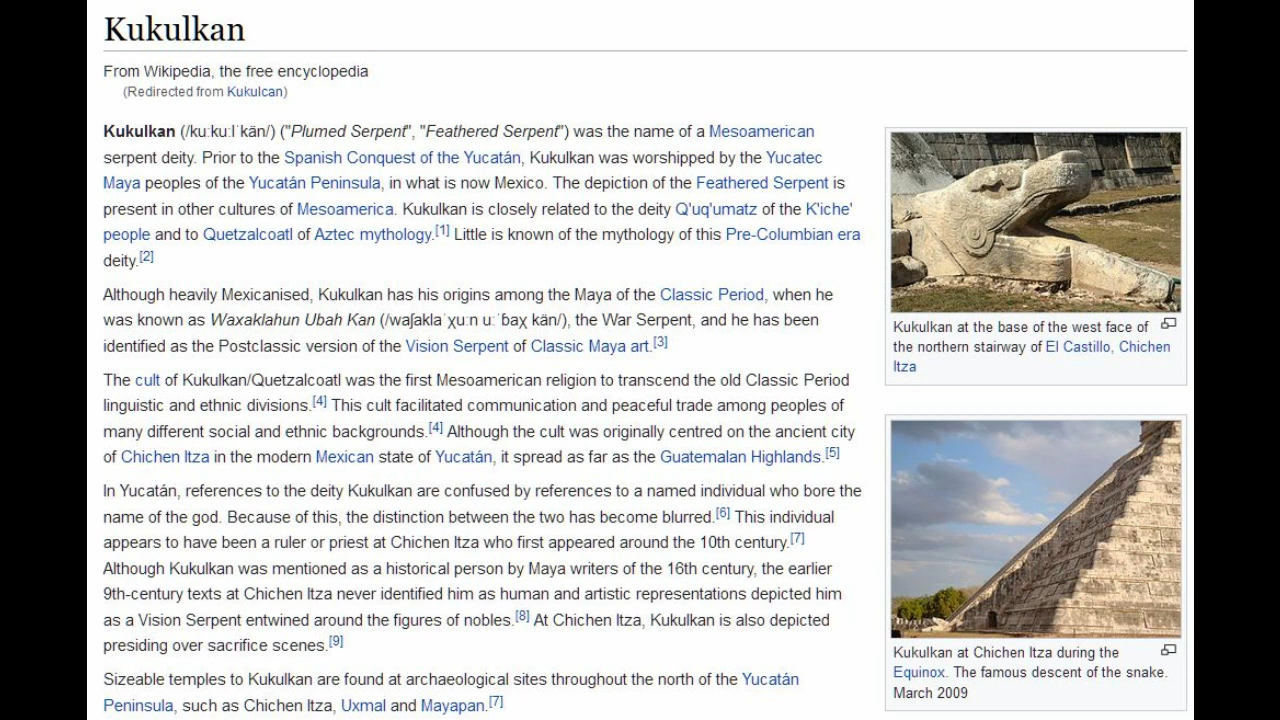 Kukulkan
From Wikipedia, the free encyclopedia
(Redirected from Kukulcan)
Kukulkan (/kuːkuːlˈkän/) ("Plumed Serpent", "Feathered Serpent") was the name of a Mesoamerican
serpent deity. Prior to the Spanish Conquest of the Yucatán, Kukulkan was worshipped by the Yucatec
Maya peoples of the Yucatán Peninsula, in what is now Mexico. The depiction of the Feathered Serpent is
present in other cultures of Mesoamerica. Kukulkan is closely related to the deity Q'uq'umatz of the K'iche'
people and to Quetzalcoatl of Aztec mythology.[1] Little is known of the mythology of this Pre-Columbian era
deity.[2]
Although heavily Mexicanised, Kukulkan has his origins among the Maya of the Classic Period, when he
was known as Waxaklahun Ubah Kan (/waʃaklaˈχuːn uːˈɓaχ kän/), the War Serpent, and he has been
identified as the Postclassic version of the Vision Serpent of Classic Maya art.[3]
The cult of Kukulkan/Quetzalcoatl was the first Mesoamerican religion to transcend the old Classic Period
linguistic and ethnic divisions.[4] This cult facilitated communication and peaceful trade among peoples of
many different social and ethnic backgrounds.[4] Although the cult was originally centred on the ancient city
of Chichen Itza in the modern Mexican state of Yucatán, it spread as far as the Guatemalan Highlands.[5]
In Yucatán, references to the deity Kukulkan are confused by references to a named individual who bore the
name of the god. Because of this, the distinction between the two has become blurred.[6] This individual
appears to have been a ruler or priest at Chichen Itza who first appeared around the 10th century.[7]
Although Kukulkan was mentioned as a historical person by Maya writers of the 16th century, the earlier
9th-century texts at Chichen Itza never identified him as human and artistic representations depicted him
as a Vision Serpent entwined around the figures of nobles.[8] At Chichen Itza, Kukulkan is also depicted
presiding over sacrifice scenes.[9]
Sizeable temples to Kukulkan are found at archaeological sites throughout the north of the Yucatán
Peninsula, such as Chichen Itza, Uxmal and Mayapan.[7]
Kukulkan at the base of the west face of
the northern stairway of El Castillo, Chichen
Itza
Kukulkan at Chichen Itza during the
Equinox. The famous descent of the snake.
March 2009